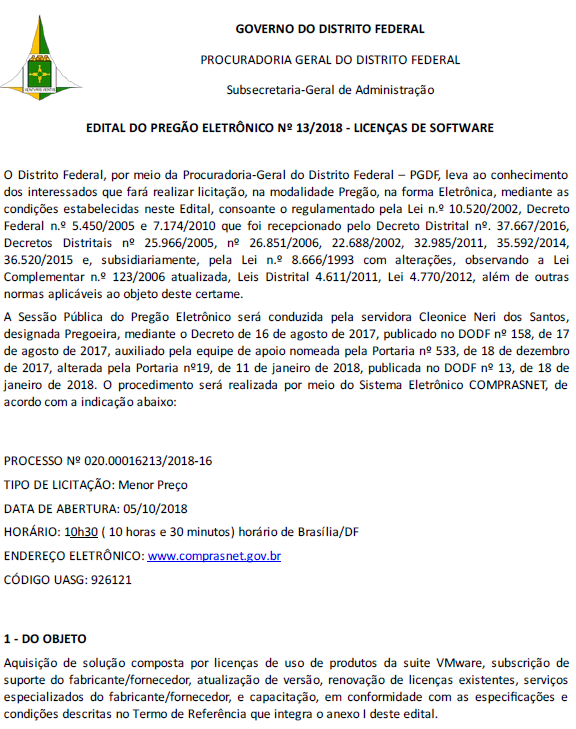 GOVERNO DO DISTRITO FEDERAL
PROCURADORIA GERAL DO DISTRITO FEDERAL
Subsecretaria-Geral de Administração
EDITAL DO PREGÃO ELETRÔNICO Nº 13/2018 - LICENÇAS DE SOFTWARE
O Distrito Federal, por meio da Procuradoria-Geral do Distrito Federal – PGDF, leva ao conhecimento
dos interessados que fará realizar licitação, na modalidade Pregão, na forma Eletrônica, mediante as
condições estabelecidas neste Edital, consoante o regulamentado pela Lei n.º 10.520/2002, Decreto
Federal n.º 5.450/2005 e 7.174/2010 que foi recepcionado pelo Decreto Distrital nº. 37.667/2016,
Decretos Distritais nº 25.966/2005, nº 26.851/2006, 22.688/2002, 32.985/2011, 35.592/2014,
36.520/2015 e, subsidiariamente, pela Lei n.º 8.666/1993 com alterações, observando a Lei
Complementar n.º 123/2006 atualizada, Leis Distrital 4.611/2011, Lei 4.770/2012, além de outras
normas aplicáveis ao objeto deste certame.
A Sessão Pública do Pregão Eletrônico será conduzida pela servidora Cleonice Neri dos Santos,
designada Pregoeira, mediante o Decreto de 16 de agosto de 2017, publicado no DODF nº 158, de 17
de agosto de 2017, auxiliado pela equipe de apoio nomeada pela Portaria nº 533, de 18 de dezembro
de 2017, alterada pela Portaria nº19, de 11 de janeiro de 2018, publicada no DODF nº 13, de 18 de
janeiro de 2018. O procedimento será realizada por meio do Sistema Eletrônico COMPRASNET, de
acordo com a indicação abaixo:
PROCESSO Nº 020.00016213/2018-16
TIPO DE LICITAÇÃO: Menor Preço
DATA DE ABERTURA: 05/10/2018
HORÁRIO: 10h30 ( 10 horas e 30 minutos) horário de Brasília/DF
ENDEREÇO ELETRÔNICO: www.comprasnet.gov.br
CÓDIGO UASG: 926121
1 - DO OBJETO
Aquisição de solução composta por licenças de uso de produtos da suite VMware, subscrição de
suporte do fabricante/fornecedor, atualização de versão, renovação de licenças existentes, serviços
especializados do fabricante/fornecedor, e capacitação, em conformidade com as especificações e
condições descritas no Termo de Referência que integra o anexo I deste edital.